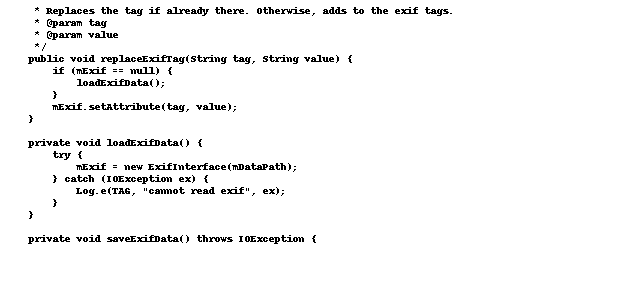 * Replaces the tag if already there. Otherwise, adds to the exif tags.
* @param tag
* @param value
*/
public void replaceExifTag(String tag, String value) {
if (mExif == null) {
loadExifData();
}
mExif.setAttribute(tag, value);
}
private void loadExifData() {
try {
mExif = new ExifInterface(mDataPath);
} catch (IOException ex) {
Log.e(TAG, "cannot read exif", ex);
}
}
private void saveExifData() throws IOException {